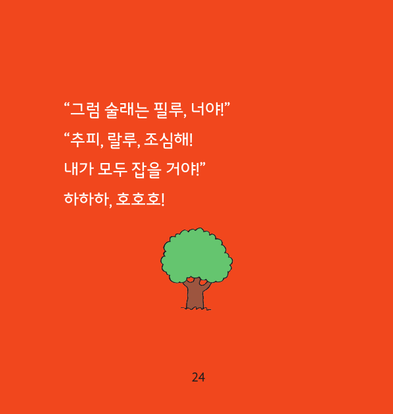 “그럼 술래는 필루, 너야!”
“추피, 랄루, 조심해!
내가 모두 잡을 거야!”
하하하, 호호호!
24